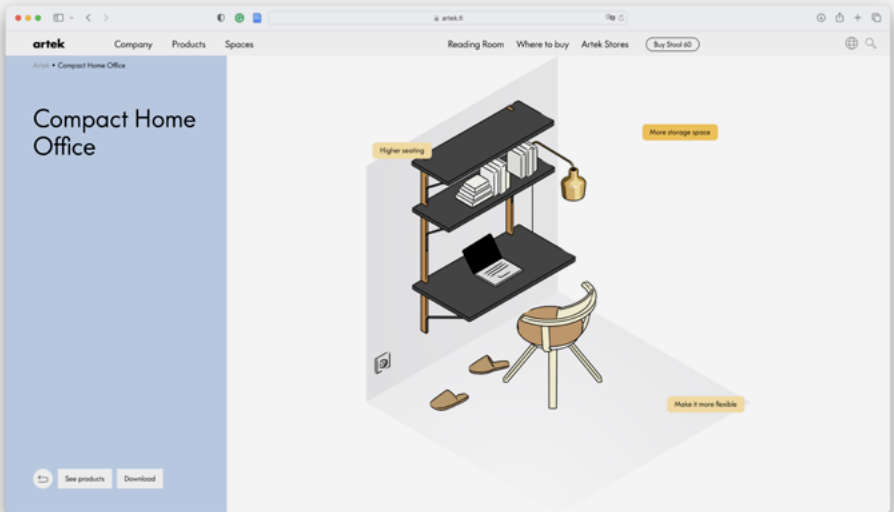 artek.fi
artek
Company
Products
Spaces
Reading Room
Where to buy
Artek Stores
Buy Stool 60
Artek • Compact Home Office
Compact Home
Office
Higher seating
More storage space
Make it more flexible
See products
Download